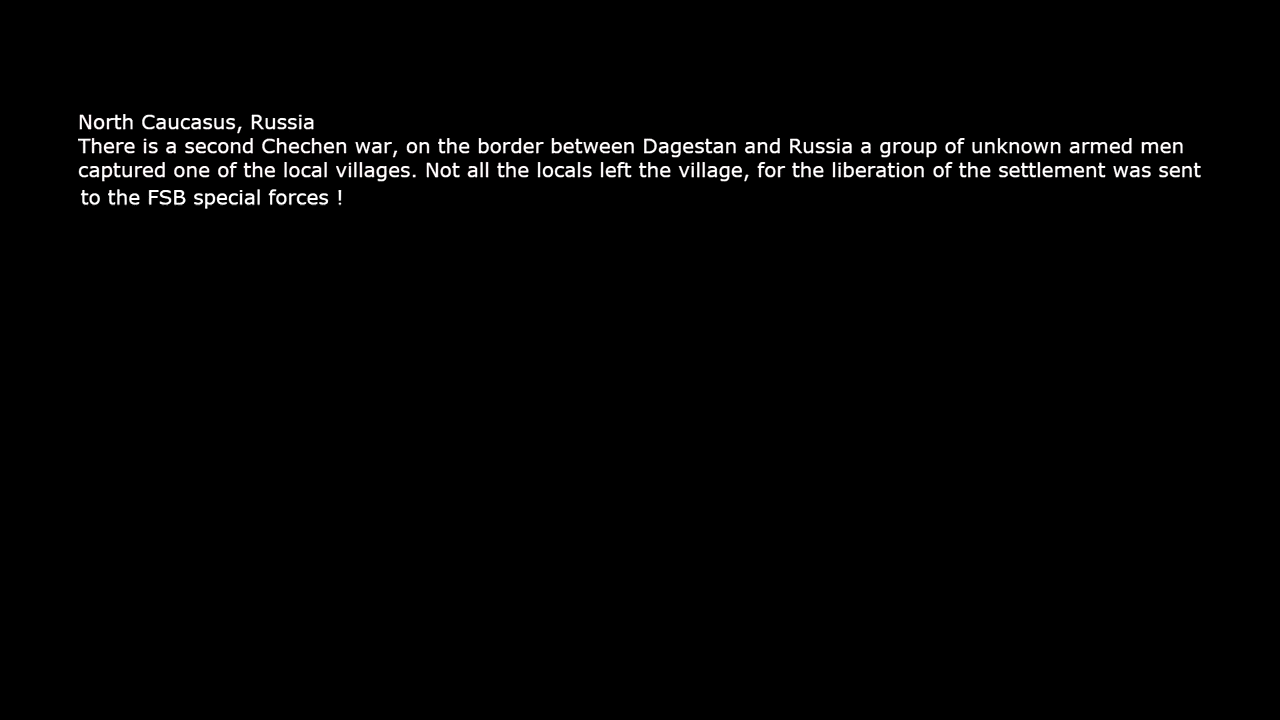 North Caucasus, Russia
There is a second Chechen war, on the border between Dagestan and Russia a group of unknown armed men
captured one of the local villages. Not all the locals left the village, for the liberation of the settlement was sent
to the FSB special forces !